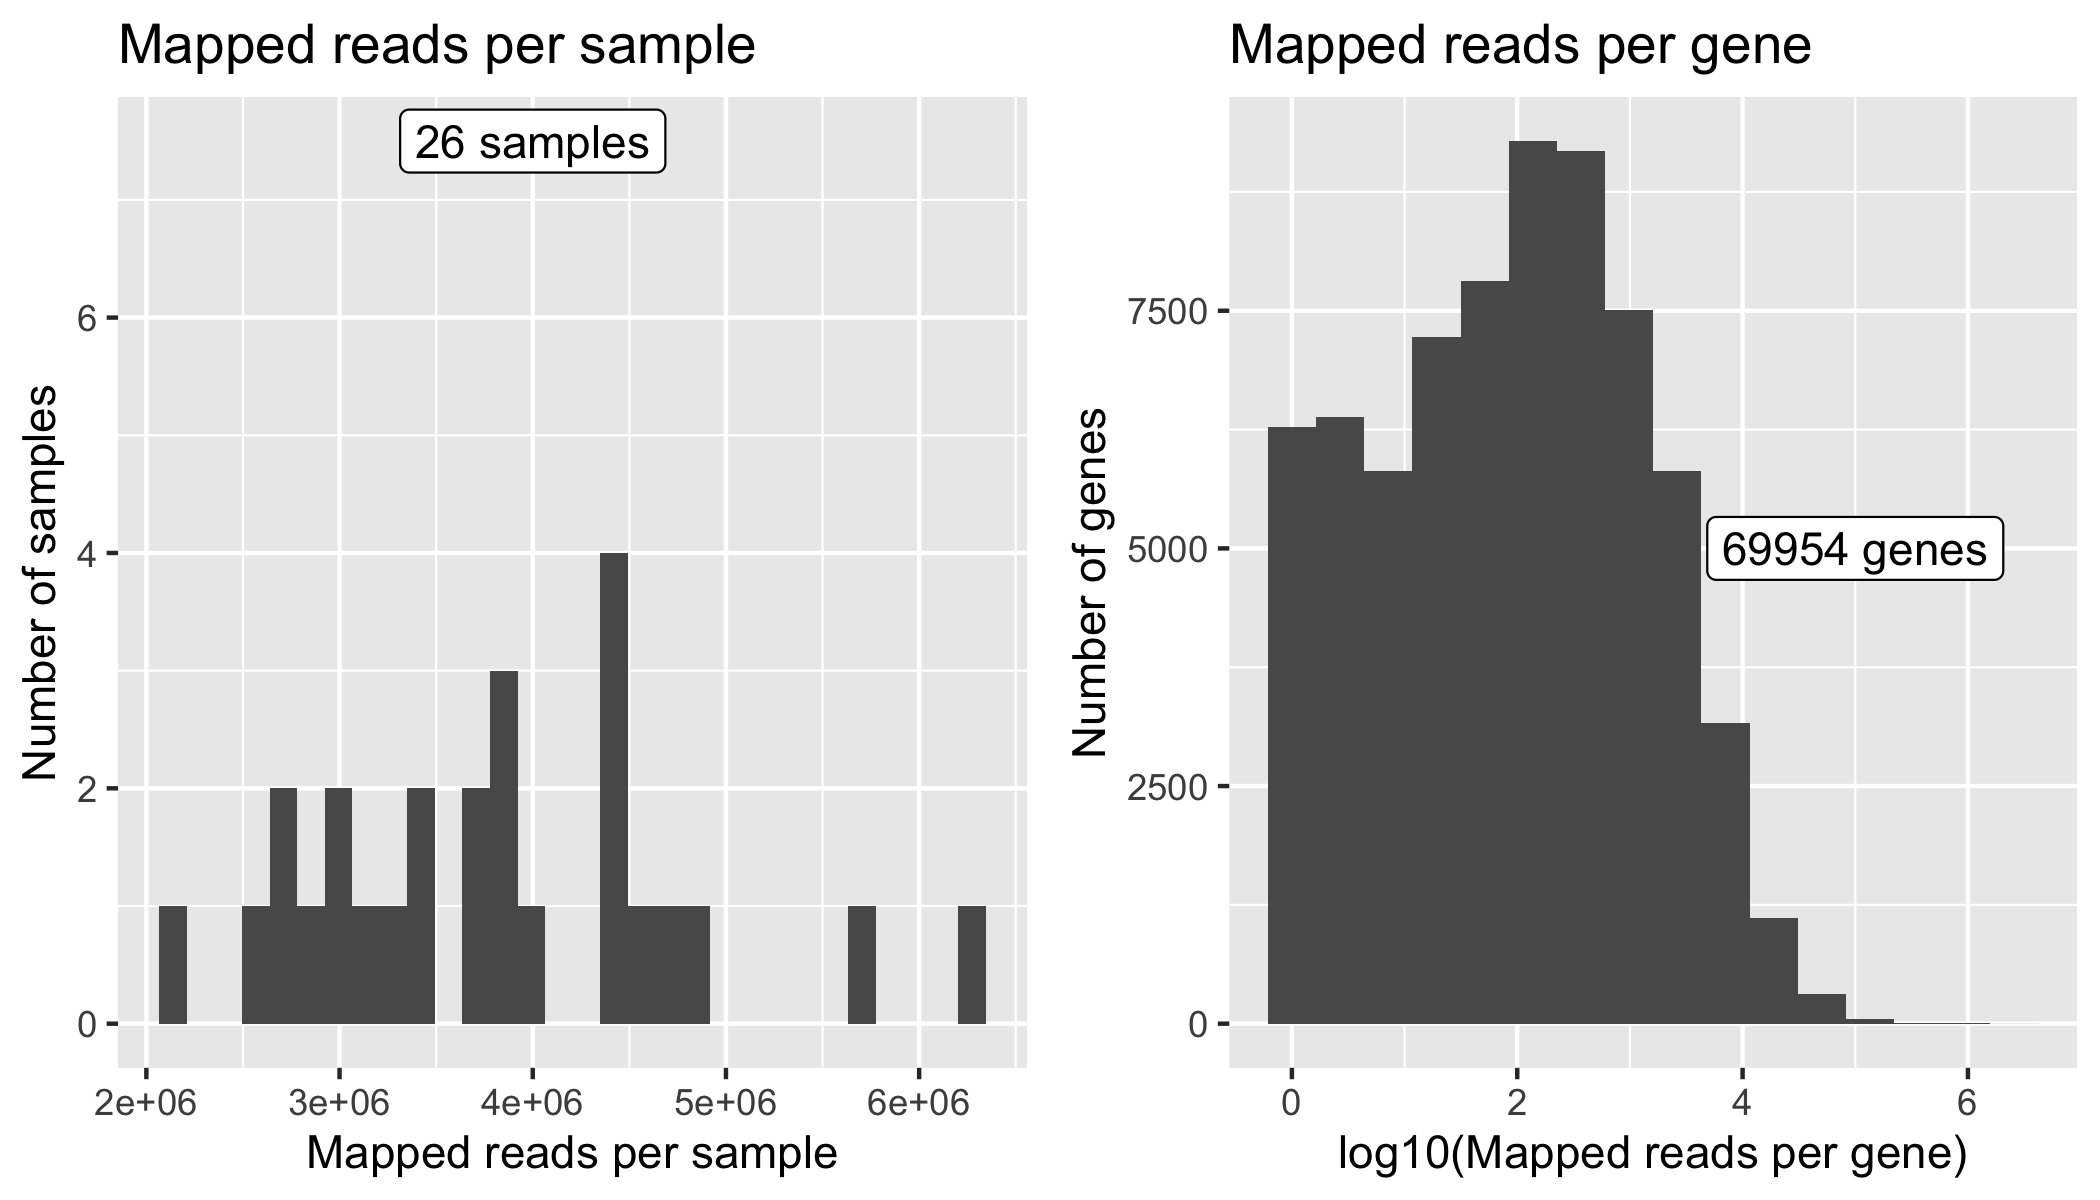 Mapped reads per sample
26 samples
Number of samples
6
4
2
0
2e+06 3e+06 4e+06 5e+06 6e+06
Mapped reads per sample
Mapped reads per gene
69954 genes
Number of genes
7500
5000
2500
0
0 2 4 6
log10(Mapped reads per gene)